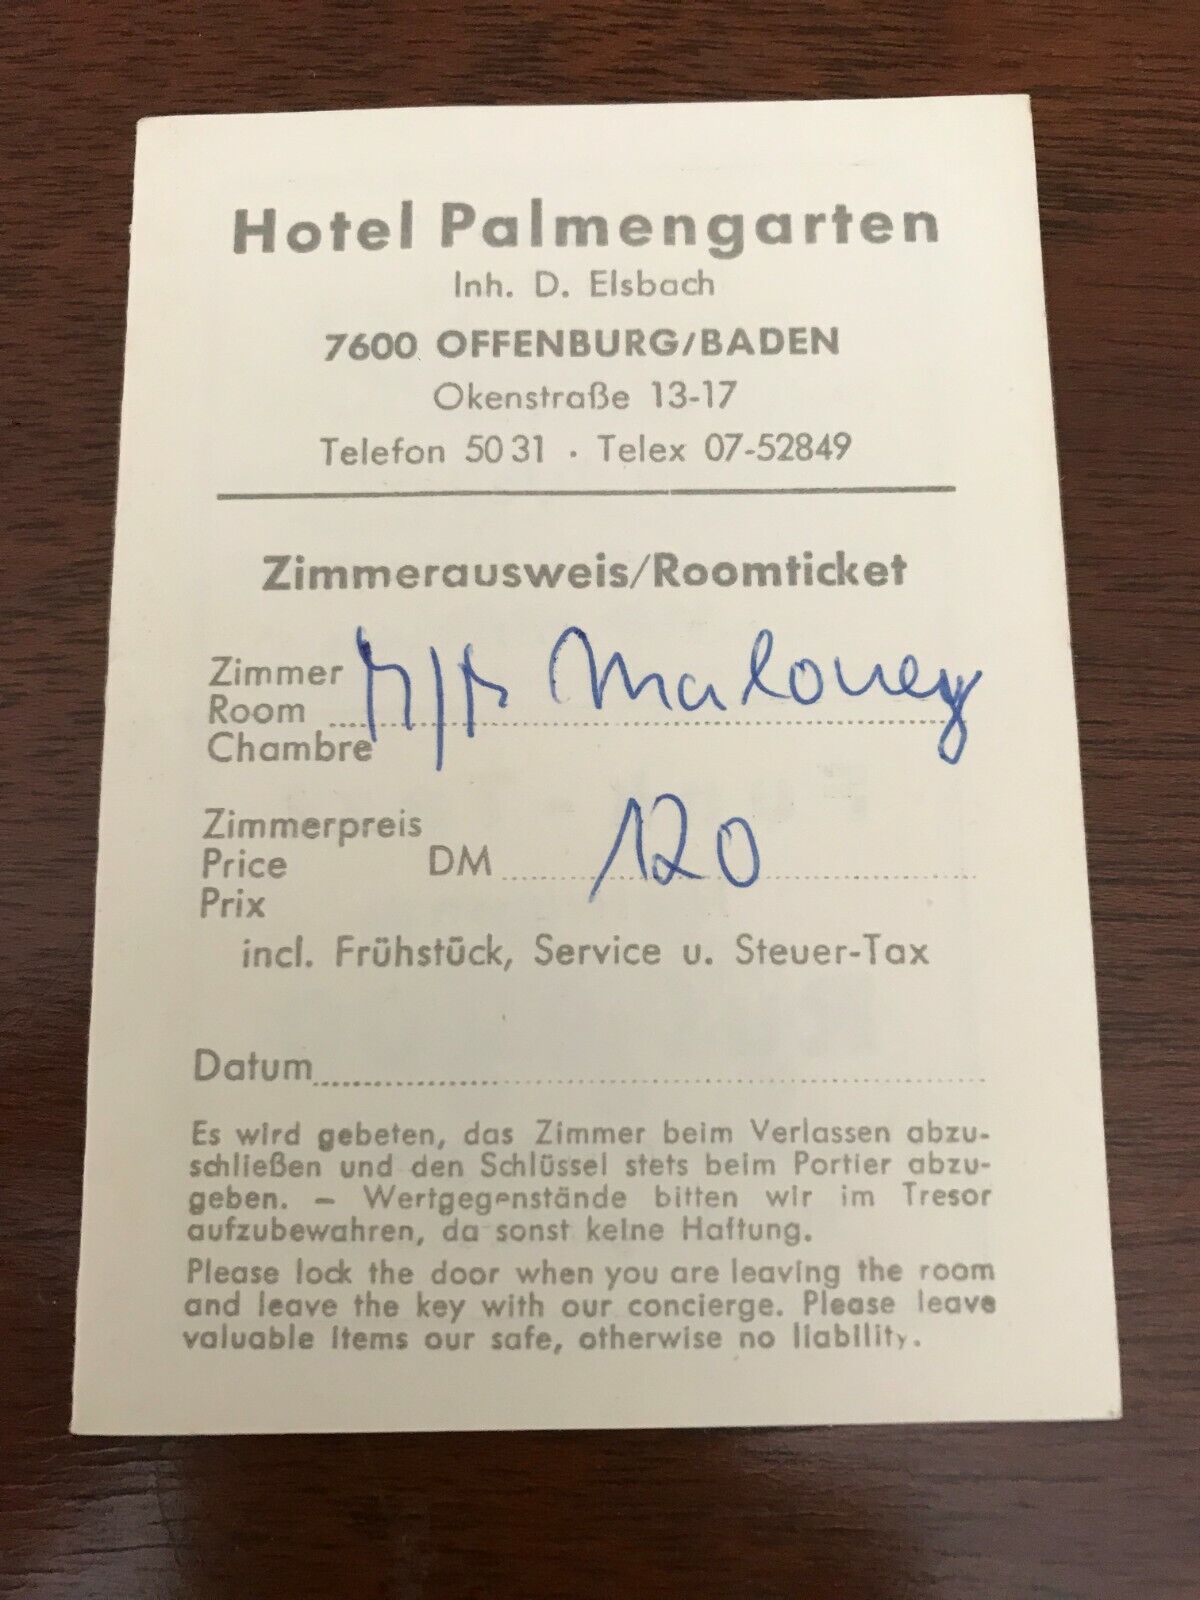 Hotel Palmengarten
Inh. D. Elsbach
7600 OFFENBURG/BADEN
Okenstraße 13-17
Telefon 50 31 · Telex 07-52849
Zimmerausweis/Roomticket
Zimmer
Room Maloney
Chambre
Zimmerpreis
Price DM 120
Prix
incl. Frühstück, Service u. Steuer-Tax
Datum
Es wird gebeten, das Zimmer beim Verlassen abzu-
schließen und den Schlüssel stets beim Portier abzu-
geben. – Wertgegenstände bitten wir im Tresor
aufzubewahren, da sonst keine Haftung.
Please lock the door when you are leaving the room
and leave the key with our concierge. Please leave
valuable items our safe, otherwise no liability.